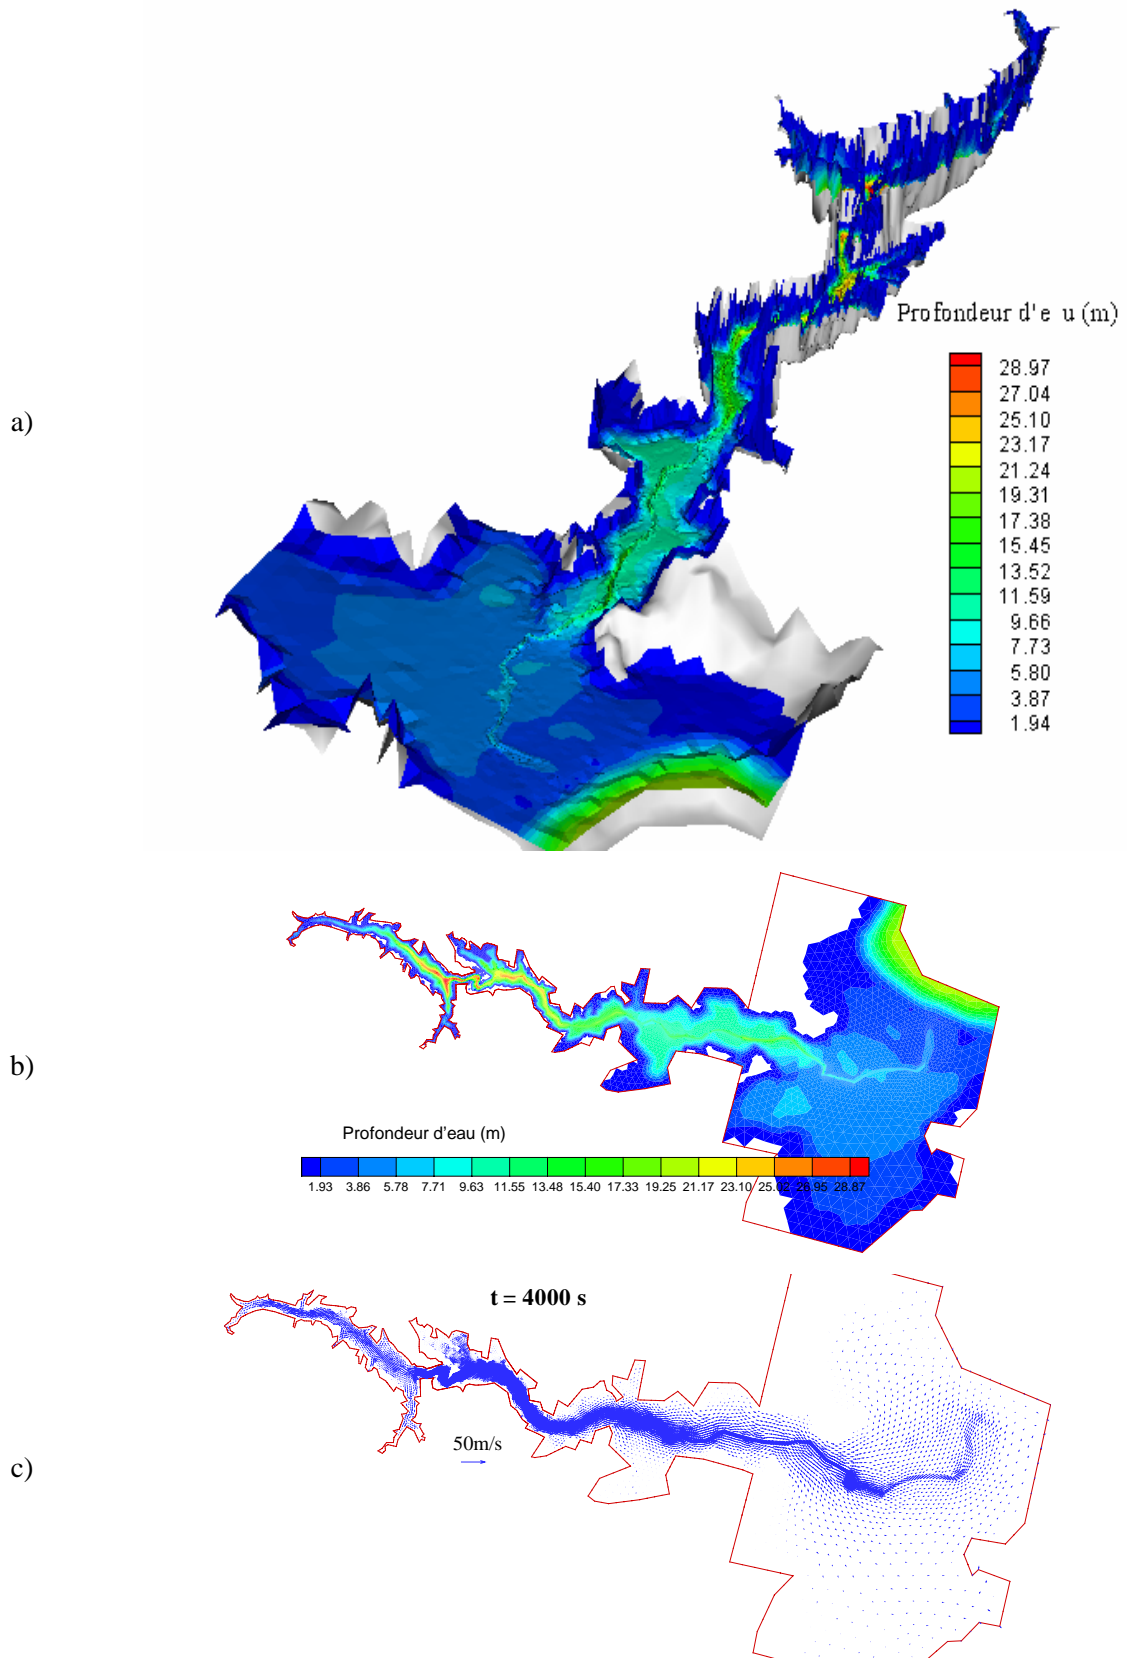 Profondeur d'e u (m)
28.97
27.04
25.10
23.17
21.24
19.31
17.38
15.45
13.52
11.59
9.66
7.73
5.80
3.87
1.94
a)
b)
Profondeur d'eau (m)
1.93 3.86 5.78 7.71 9.63 11.55 13.48 15.40 17.33 19.25 21.17 23.10 28.87
t = 4000 s
50m/s
c)